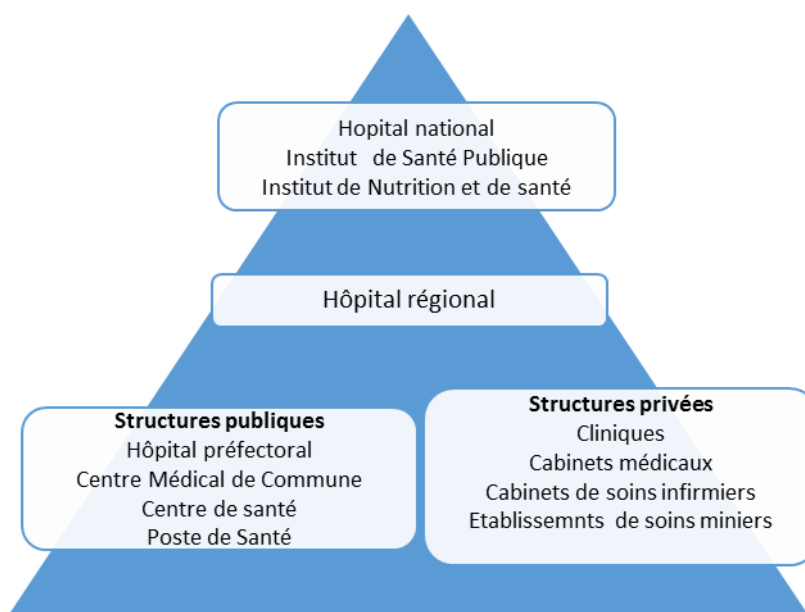 Hopital national
Institut de Santé Publique
Institut de Nutrition et de santé
Hôpital régional
Structures publiques
Hôpital préfectoral
Centre Médical de Commune
Centre de santé
Poste de Santé
Structures privées
Cliniques
Cabinets médicaux
Cabinets de soins infirmiers
Etablissemnts de soins miniers